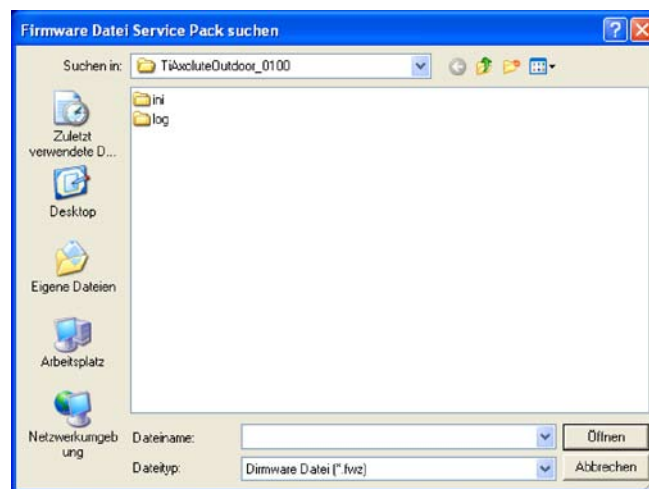 Firmware Datei Service Pack suchen
Suchen in:
TiAxoluteOutdoor_0100
ini
log
Zuletzt
verwendete D...
Desktop
Eigene Dateien
Arbeitsplatz
Netzwerkumgeb
ung
Dateiname:
Öffnen
Dateityp:
Dirmware Datei (*.fwz)
Abbrechen